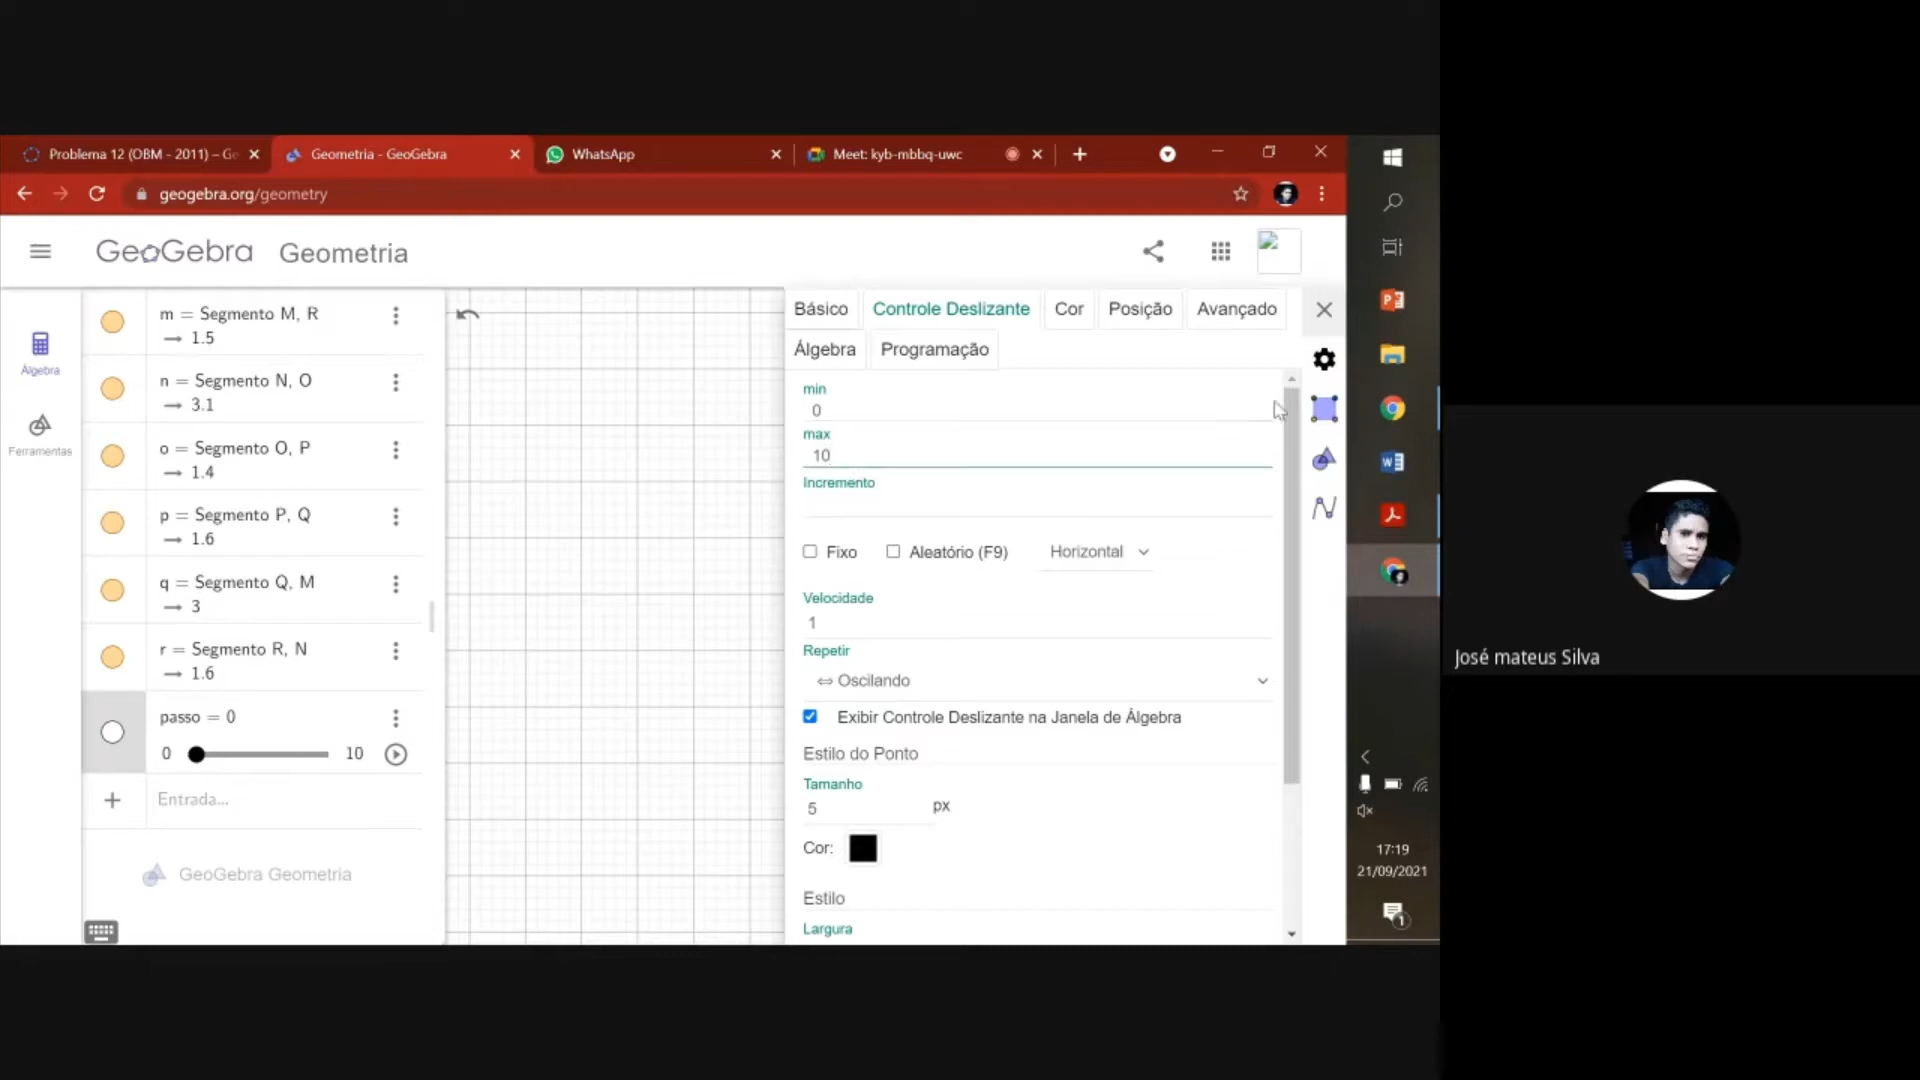 Problema 12 (OBM - 2011) – Ge
Geometria - GeoGebra
WhatsApp
Meet: kyb-mbbq-uwc
geogebra.org/geometry
GeoGebra Geometria
Álgebra
Ferramentas
m = Segmento M, R
→ 1.5
n = Segmento N, O
→ 3.1
o = Segmento O, P
→ 1.4
p = Segmento P, Q
→ 1.6
q = Segmento Q, M
→ 3
r = Segmento R, N
→ 1.6
passo = 0
0 10
Entrada...
GeoGebra Geometria
Básico Controle Deslizante Cor Posição Avançado
Álgebra Programação
min
0
max
10
Incremento
Fixo Aleatório (F9) Horizontal
Velocidade
1
Repetir
⇔ Oscilando
Exibir Controle Deslizante na Janela de Álgebra
Estilo do Ponto
Tamanho
5 px
Cor:
Estilo
Largura
17:19
21/09/2021
1
José mateus Silva